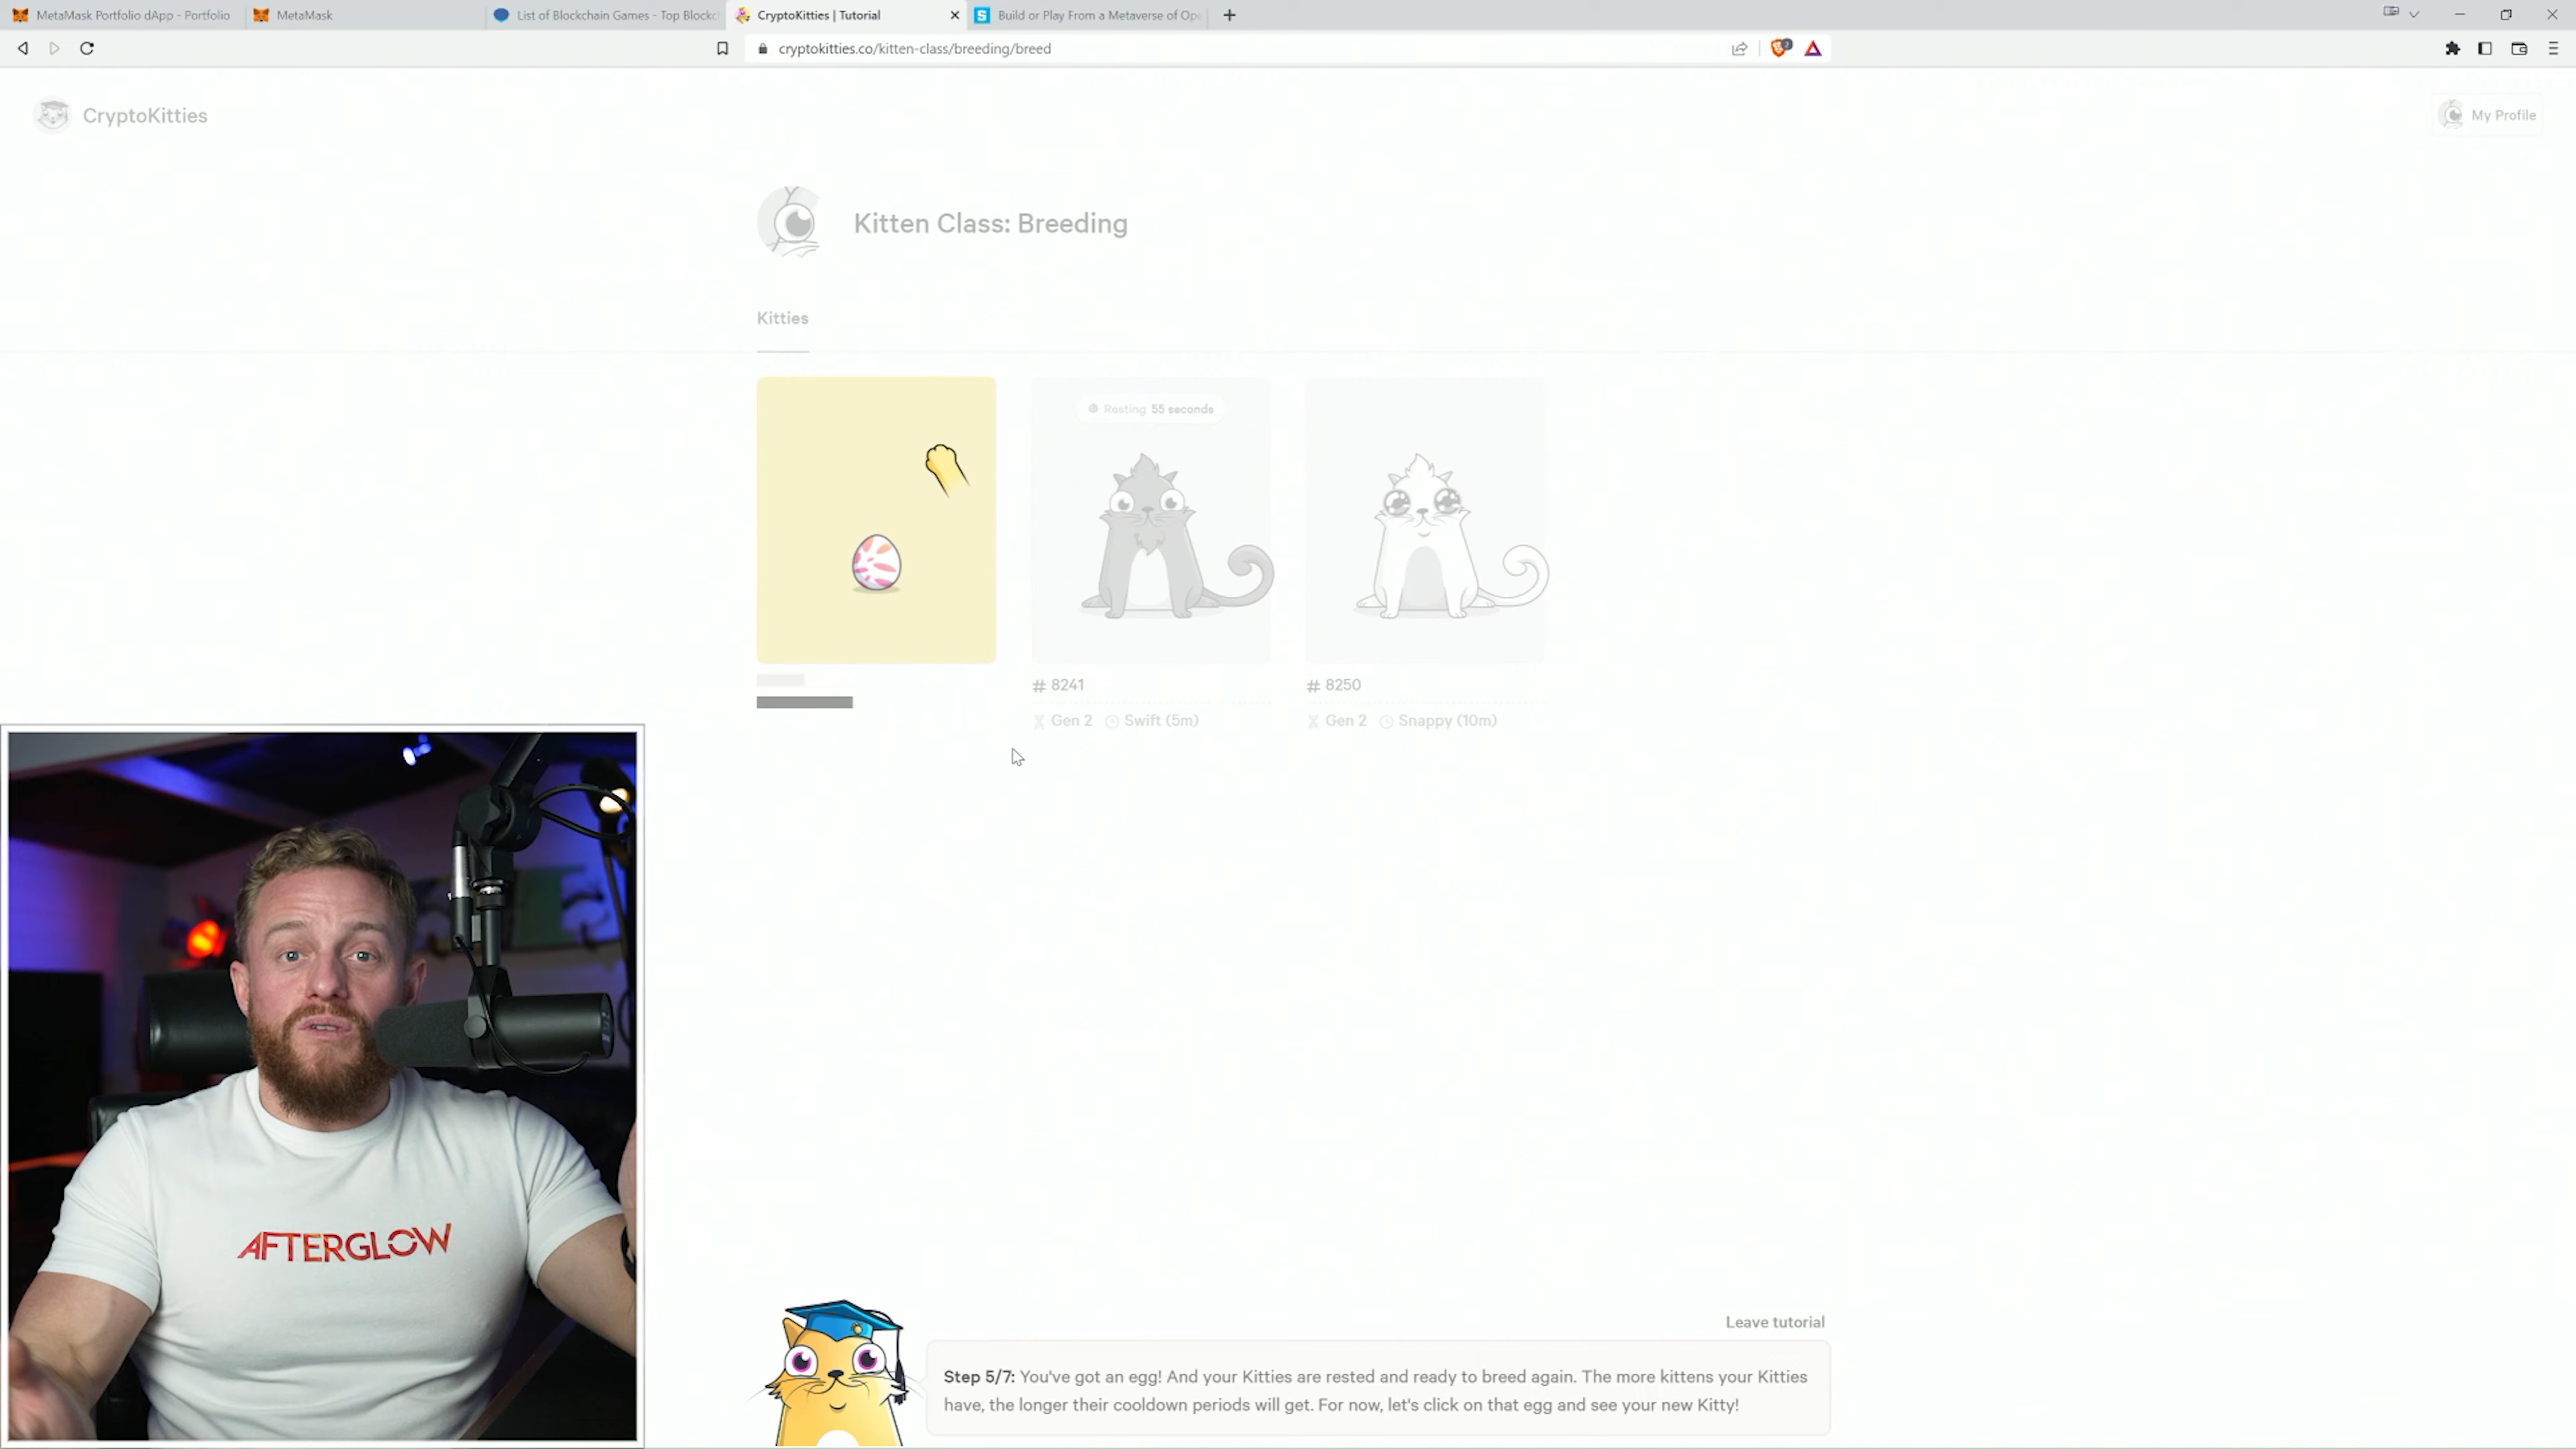 MetaMask Portfolio dApp - Portfolio
MetaMask
List of Blockchain Games - Top Blockc
CryptoKitties | Tutorial
Build or Play From a Metaverse of Ope
cryptokitties.co/kitten-class/breeding/breed
CryptoKitties
My Profile
Kitten Class: Breeding
Kitties
Resting 55 seconds
# 8241
Gen 2 Swift (5m)
# 8250
Gen 2 Snappy (10m)
AFTERGLOW
Leave tutorial
Step 5/7: You've got an egg! And your Kitties are rested and ready to breed again. The more kittens your Kitties
have, the longer their cooldown periods will get. For now, let's click on that egg and see your new Kitty!